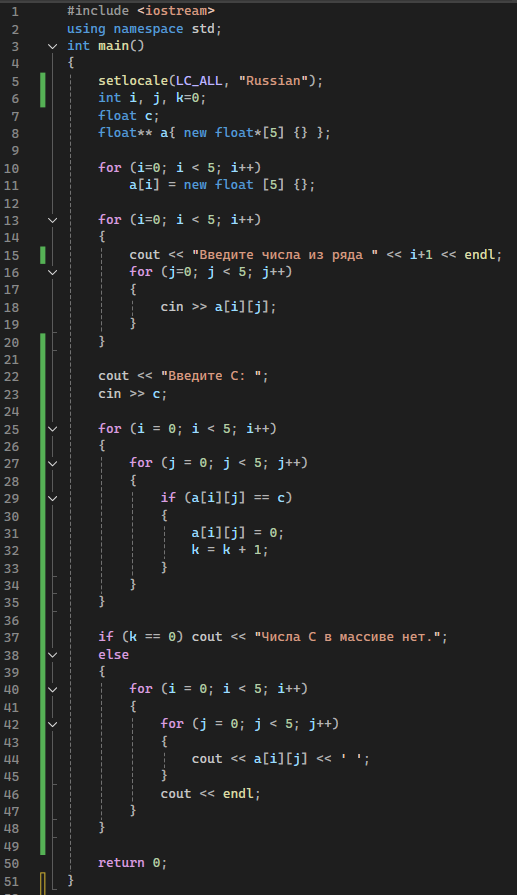 1 #include <iostream>
2 using namespace std;
3 int main()
4 {
5 setlocale(LC_ALL, "Russian");
6 int i, j, k=0;
7 float c;
8 float** a{ new float*[5] {} };
9
10 for (i=0; i < 5; i++)
11 a[i] = new float [5] {};
12
13 for (i=0; i < 5; i++)
14 {
15 cout << "Введите числа из ряда " << i+1 << endl;
16 for (j=0; j < 5; j++)
17 {
18 cin >> a[i][j];
19 }
20 }
21
22 cout << "Введите С: ";
23 cin >> c;
24
25 for (i = 0; i < 5; i++)
26 {
27 for (j = 0; j < 5; j++)
28 {
29 if (a[i][j] == c)
30 {
31 a[i][j] = 0;
32 k = k + 1;
33 }
34 }
35 }
36
37 if (k == 0) cout << "Числа С в массиве нет.";
38 else
39 {
40 for (i = 0; i < 5; i++)
41 {
42 for (j = 0; j < 5; j++)
43 {
44 cout << a[i][j] << ' ';
45 }
46 cout << endl;
47 }
48 }
49
50 return 0;
51 }